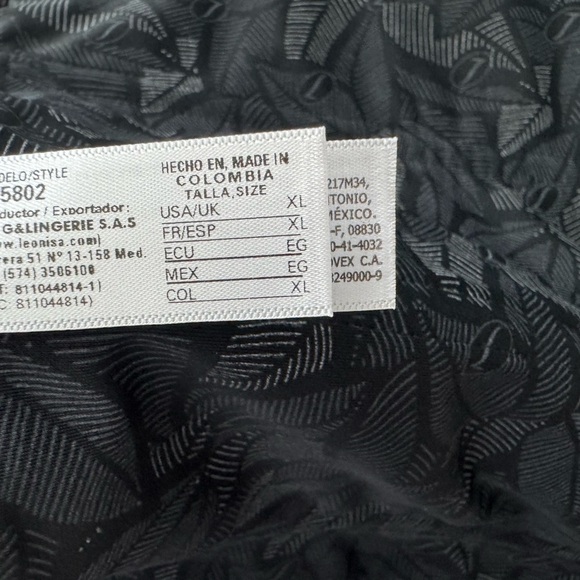 DELO/STYLE
5802
ductor / Exportador:
G&LINGERIE S.A.S
w.leonisa.com)
rera 51 Nº 13-158 Med.
(574) 3506100
T: 811044814-1)
C: 811044814)
HECHO EN, MADE IN
COLOMBIA
TALLA,SIZE
USA/UK XL
FR/ESP XL
ECU EG
MEX EG
COL XL
217M34,
TONIO,
MÉXICO.
-F, 08830
0-41-4032
OVEX C.A.
3249000-9